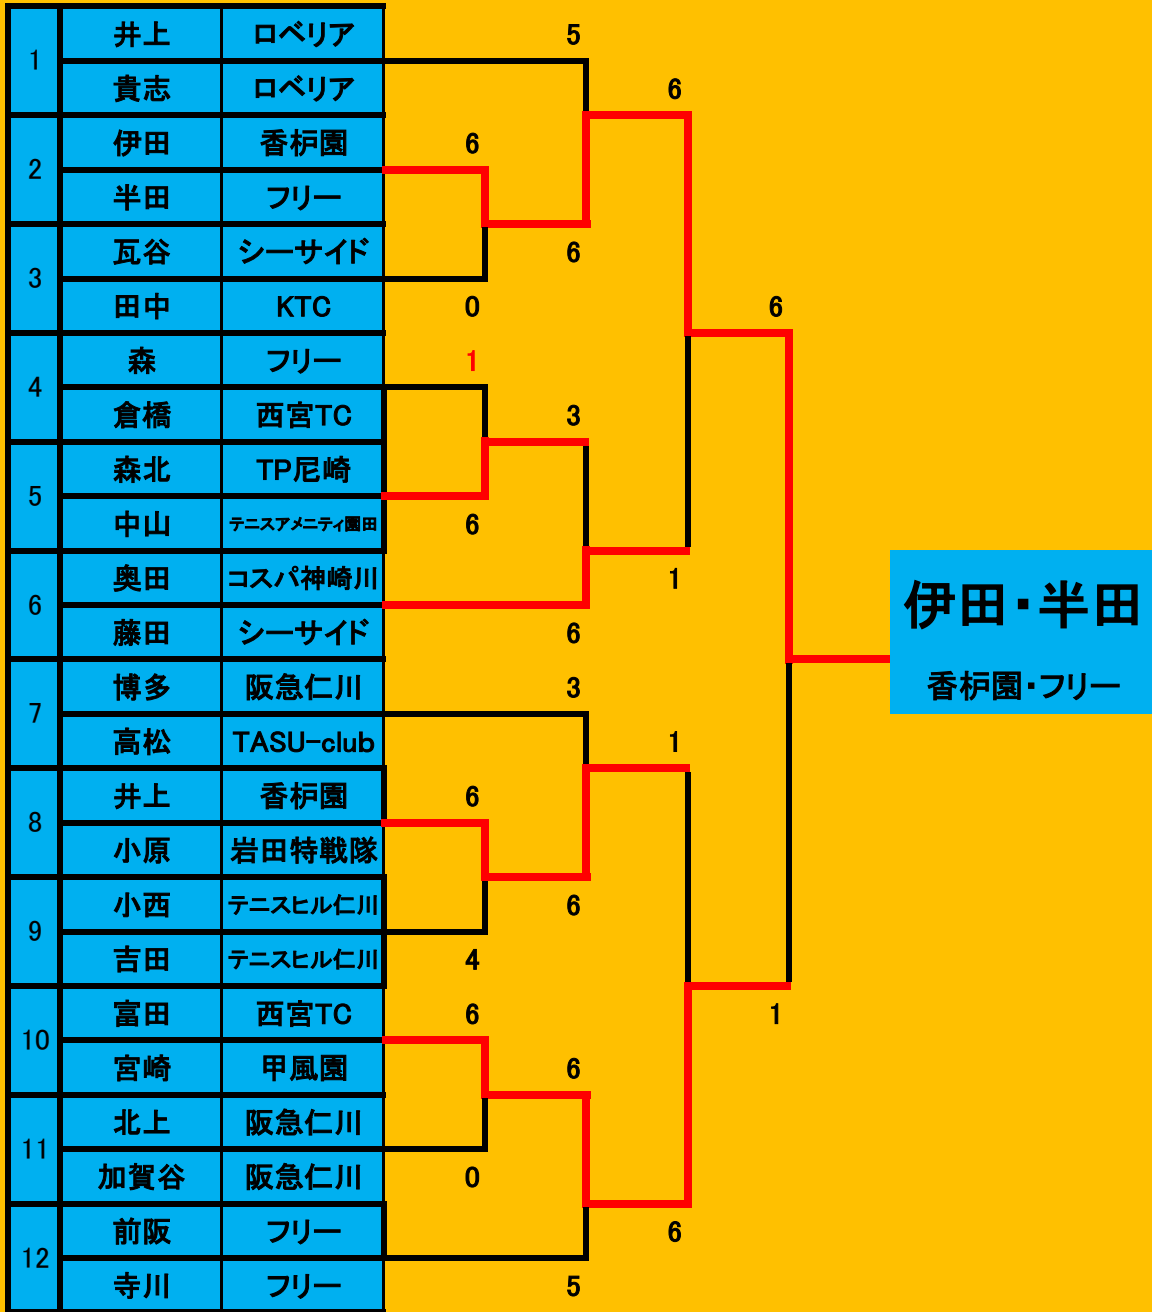 1 井上 ロベリア
貴志 ロベリア
2 伊田 香枦園
半田 フリー
3 瓦谷 シーサイド
田中 KTC
4 森 フリー
倉橋 西宮TC
5 森北 TP尼崎
中山 テニスアメニティ園田
6 奥田 コスパ神崎川
藤田 シーサイド
7 博多 阪急仁川
高松 TASU-club
8 井上 香枦園
小原 岩田特戦隊
9 小西 テニスヒル仁川
吉田 テニスヒル仁川
10 富田 西宮TC
宮崎 甲風園
11 北上 阪急仁川
加賀谷 阪急仁川
12 前阪 フリー
寺川 フリー
6
0
1
6
6
4
6
0
5
6
3
6
3
6
6
5
6
1
1
6
6
1
伊田・半田
香枦園・フリー